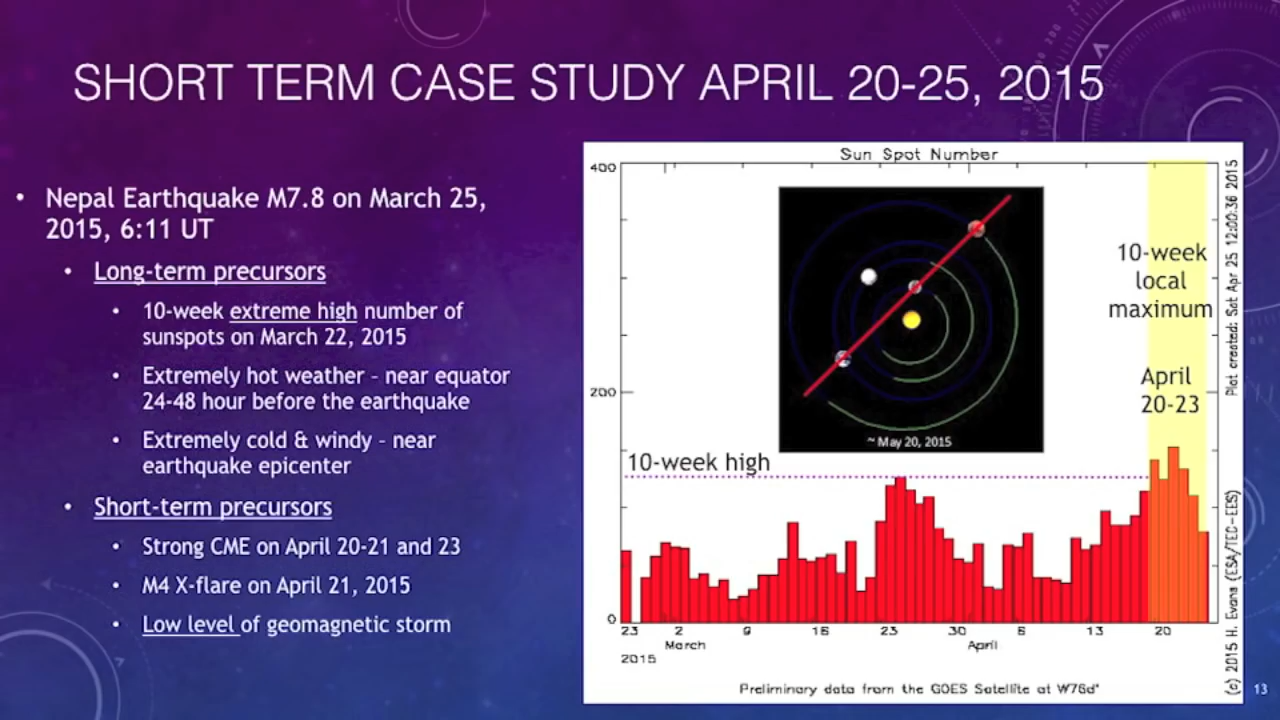 SHORT TERM CASE STUDY APRIL 20-25, 2015
• Nepal Earthquake M7.8 on March 25,
2015, 6:11 UT
• Long-term precursors
• 10-week extreme high number of
sunspots on March 22, 2015
• Extremely hot weather – near equator
24-48 hour before the earthquake
• Extremely cold & windy – near
earthquake epicenter
• Short-term precursors
• Strong CME on April 20-21 and 23
• M4 X-flare on April 21, 2015
• Low level of geomagnetic storm
Sun Spot Number
400
200
0
10-week high
~ May 20, 2015
10-week
local
maximum
April
20-23
23 2 9 16 23 30 6 13 20
March April
2015
Preliminary data from the GOES Satellite at W76d*
Plot created: Sat Apr 25 12:00:36 2015
(c) 2015 H. Evans (ESA/TEC-EES)
13